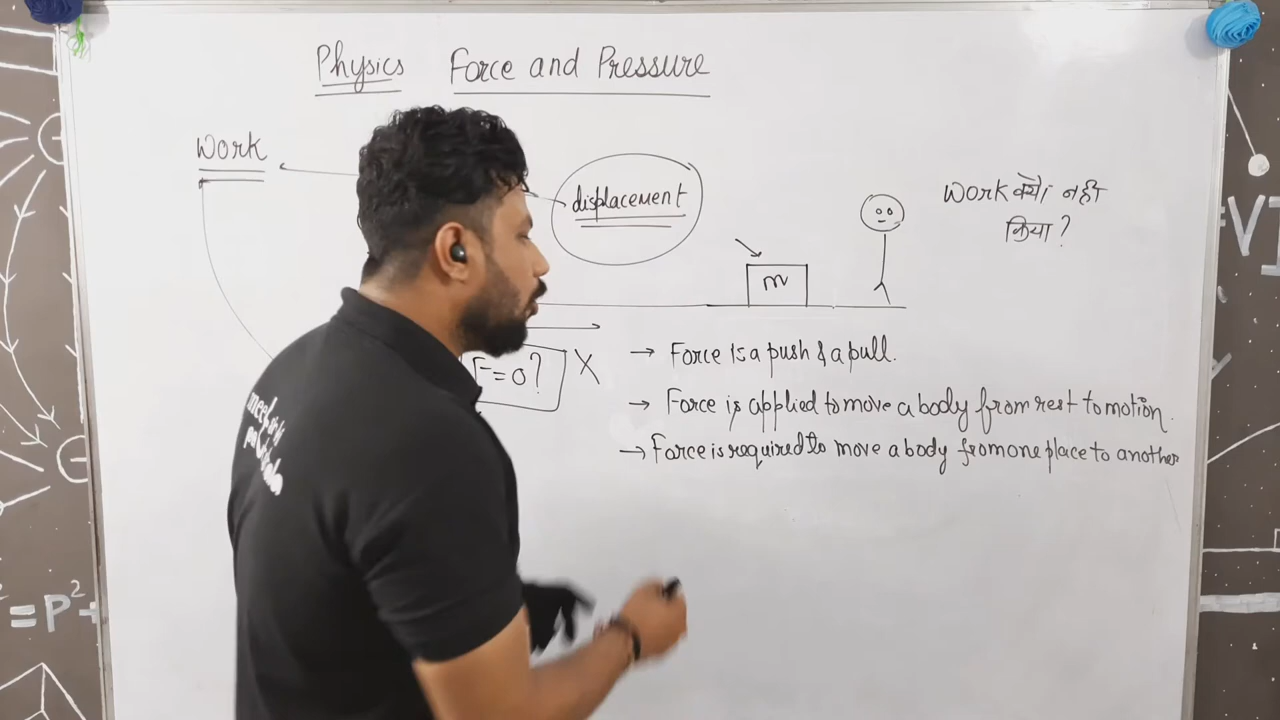 Physics Force and Pressure
Work
displacement
Work क्यों नही
किया?
m
F=0? X
→ Force is a push & a pull.
→ Force is applied to move a body from rest to motion.
→ Force is required to move a body from one place to another
=P²+